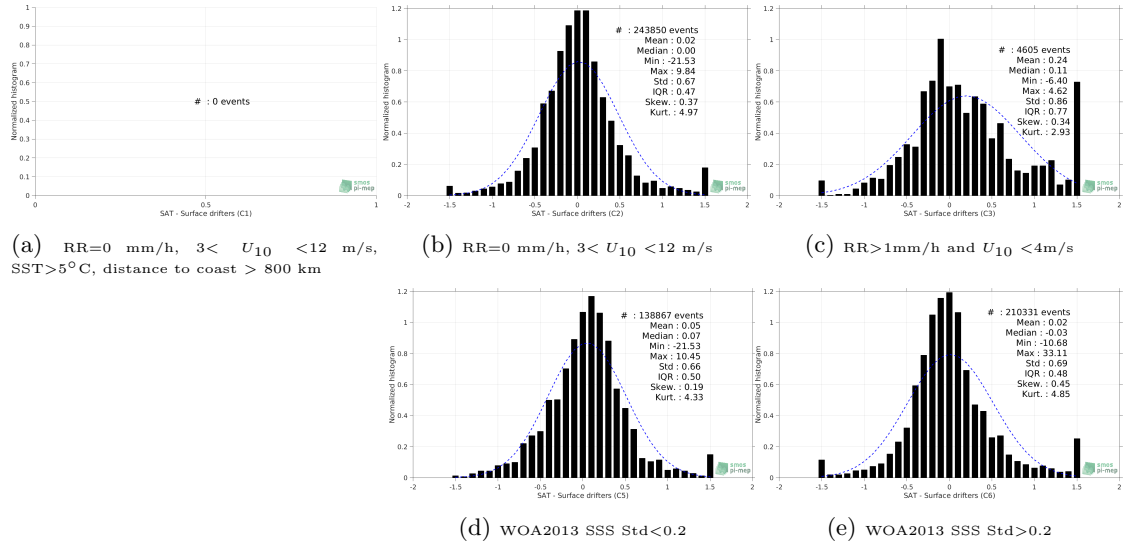 1
0.9
0.8
0.7
0.6
0.5
0.4
0.3
0.2
0.1
0
0 0.5 1
Normalized histogram
# : 0 events
SAT - Surface drifters (C1)
smos
pi-mep
(a) RR=0 mm/h, 3< U10 <12 m/s,
SST>5°C, distance to coast > 800 km
1.2
1
0.8
0.6
0.4
0.2
0
-2 -1.5 -1 -0.5 0 0.5 1 1.5 2
Normalized histogram
# : 243850 events
Mean : 0.02
Median : 0.00
Min : -21.53
Max : 9.84
Std : 0.67
IQR : 0.47
Skew. : 0.37
Kurt. : 4.97
SAT - Surface drifters (C2)
smos
pi-mep
(b) RR=0 mm/h, 3< U10 <12 m/s
1.2
1
0.8
0.6
0.4
0.2
0
-2 -1.5 -1 -0.5 0 0.5 1 1.5 2
Normalized histogram
# : 4605 events
Mean : 0.24
Median : 0.11
Min : -6.40
Max : 4.62
Std : 0.86
IQR : 0.77
Skew. : 0.34
Kurt. : 2.93
SAT - Surface drifters (C3)
smos
pi-mep
(c) RR>1mm/h and U10 <4m/s
1.2
1
0.8
0.6
0.4
0.2
0
-2 -1.5 -1 -0.5 0 0.5 1 1.5 2
Normalized histogram
# : 138867 events
Mean : 0.05
Median : 0.07
Min : -21.53
Max : 10.45
Std : 0.66
IQR : 0.50
Skew. : 0.19
Kurt. : 4.33
SAT - Surface drifters (C5)
smos
pi-mep
(d) WOA2013 SSS Std<0.2
1.2
1
0.8
0.6
0.4
0.2
0
-2 -1.5 -1 -0.5 0 0.5 1 1.5 2
Normalized histogram
# : 210331 events
Mean : 0.02
Median : -0.03
Min : -10.68
Max : 33.11
Std : 0.69
IQR : 0.48
Skew. : 0.45
Kurt. : 4.85
SAT - Surface drifters (C6)
smos
pi-mep
(e) WOA2013 SSS Std>0.2